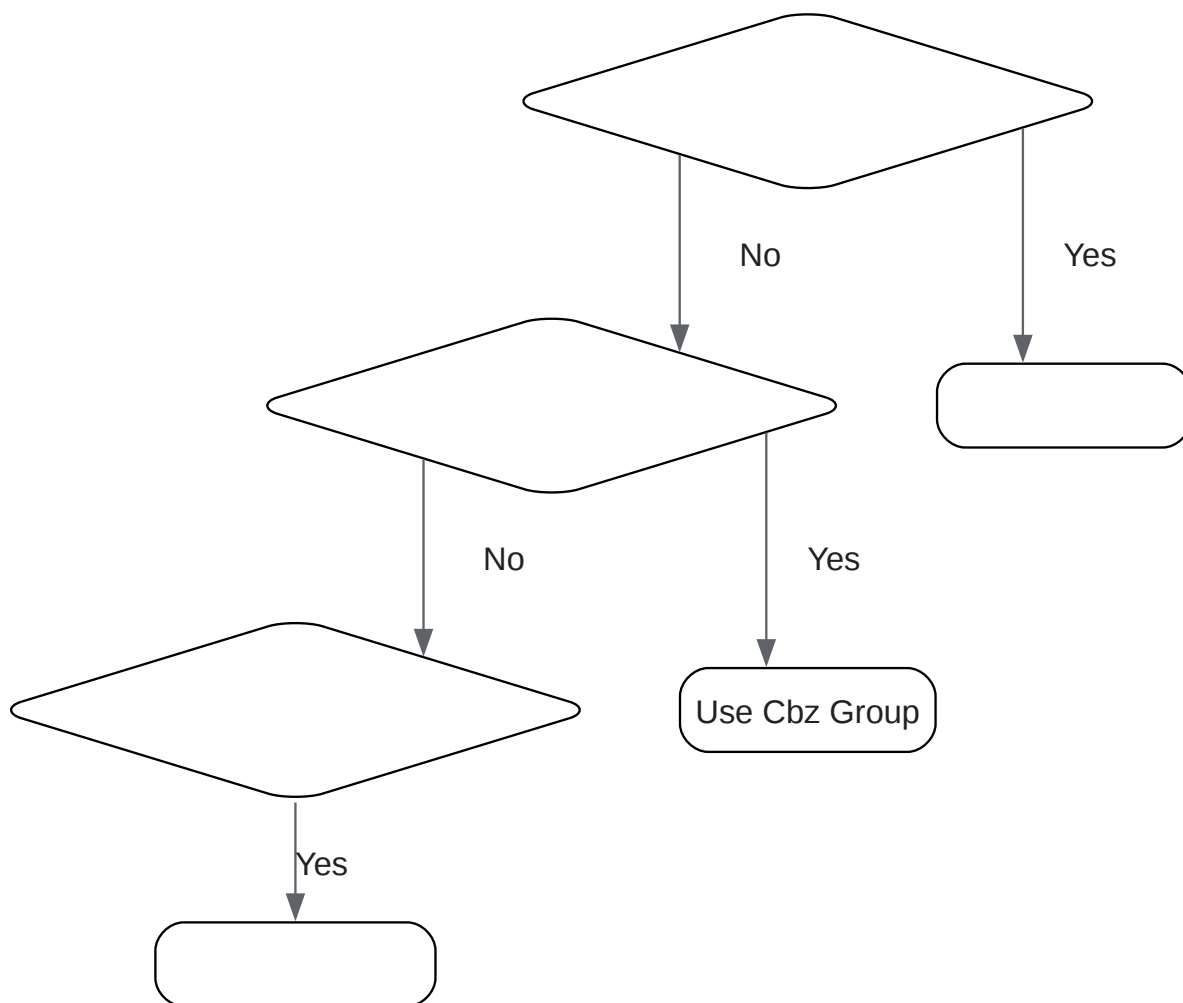 No
Yes
No
Yes
Use Cbz Group
Yes